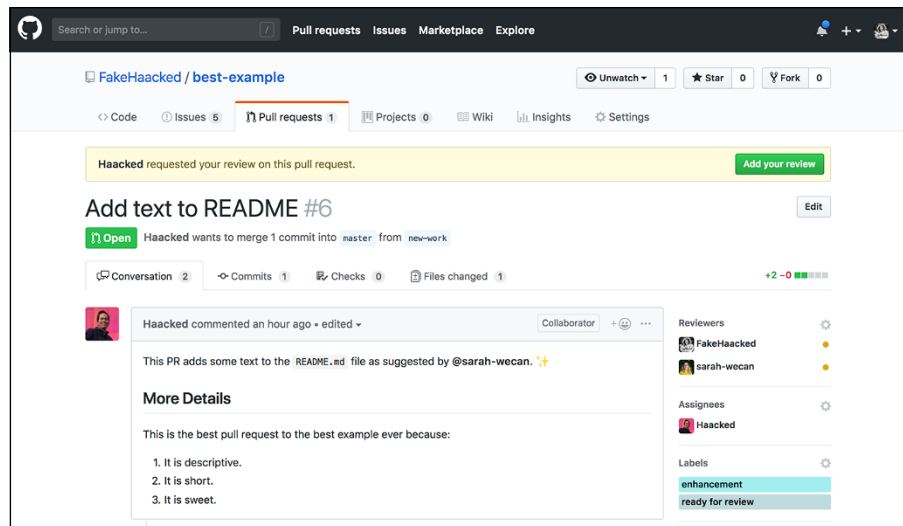 Search or jump to... / Pull requests Issues Marketplace Explore
FakeHaacked / best-example
Unwatch 1 Star 0 Fork 0
Code Issues 5 Pull requests 1 Projects 0 Wiki Insights Settings
Haacked requested your review on this pull request. Add your review
Add text to README #6 Edit
Open Haacked wants to merge 1 commit into master from new-work
Conversation 2 Commits 1 Checks 0 Files changed 1 +2 −0
Haacked commented an hour ago • edited Collaborator
This PR adds some text to the README.md file as suggested by @sarah-wecan. ✨
More Details
This is the best pull request to the best example ever because:
1. It is descriptive.
2. It is short.
3. It is sweet.
Reviewers
FakeHaacked
sarah-wecan
Assignees
Haacked
Labels
enhancement
ready for review